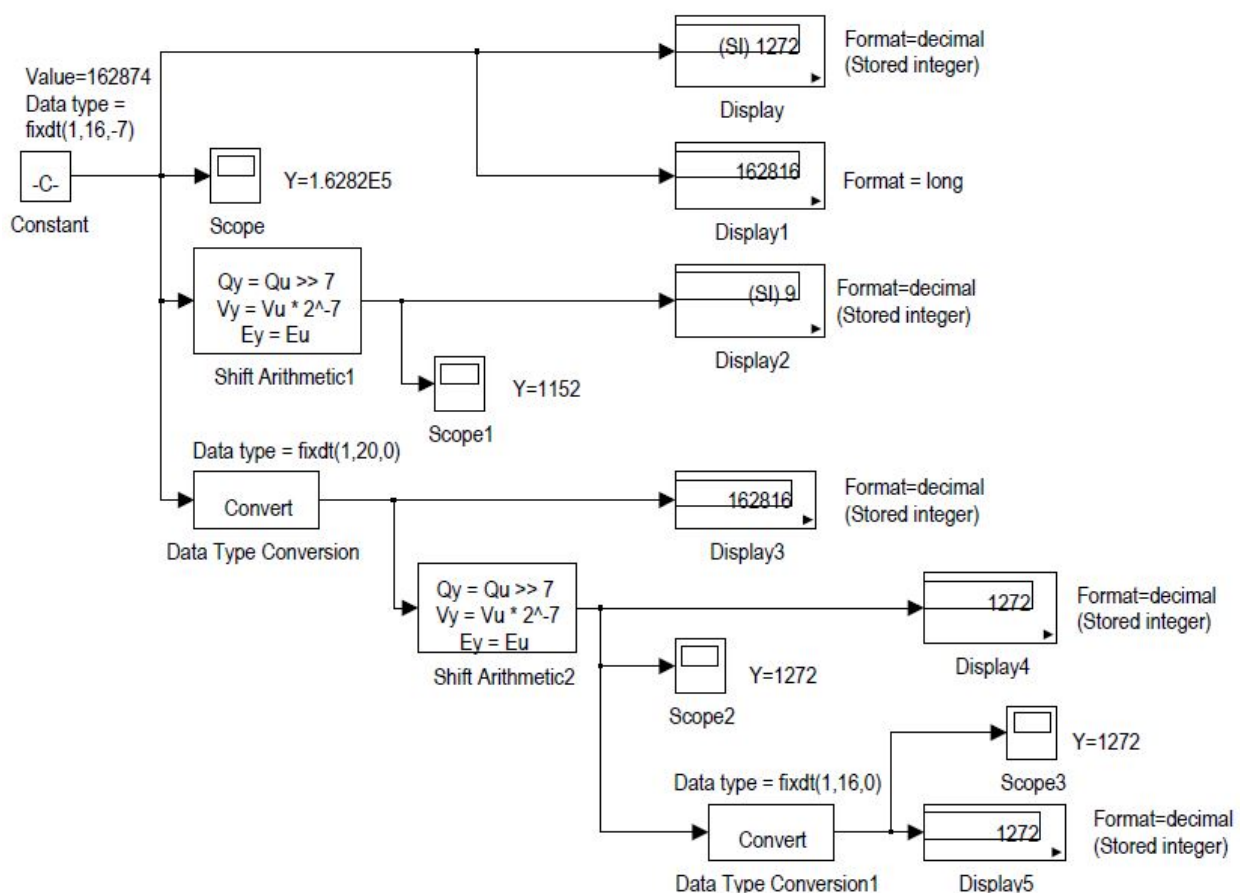 (SI) 1272
Format=decimal
(Stored integer)
Display
Value=162874
Data type =
fixdt(1,16,-7)
-C-
Constant
Y=1.6282E5
Scope
162816
Format = long
Display1
Qy = Qu >> 7
Vy = Vu * 2^-7
Ey = Eu
Shift Arithmetic1
(SI) 9
Format=decimal
(Stored integer)
Display2
Y=1152
Scope1
Data type = fixdt(1,20,0)
Convert
Data Type Conversion
162816
Format=decimal
(Stored integer)
Display3
Qy = Qu >> 7
Vy = Vu * 2^-7
Ey = Eu
Shift Arithmetic2
1272
Format=decimal
(Stored integer)
Display4
Y=1272
Scope2
Y=1272
Scope3
Data type = fixdt(1,16,0)
Convert
Data Type Conversion1
1272
Format=decimal
(Stored integer)
Display5